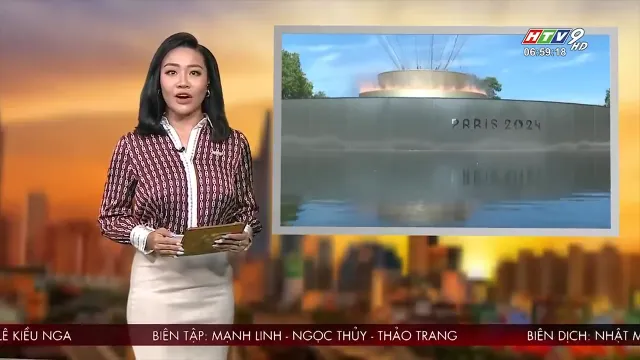 HTV9 HD
06:59:18
PARIS 2024
LÊ KIỀU NGA BIÊN TẬP: MẠNH LINH - NGỌC THỦY - THẢO TRANG BIÊN DỊCH: NHẬT M